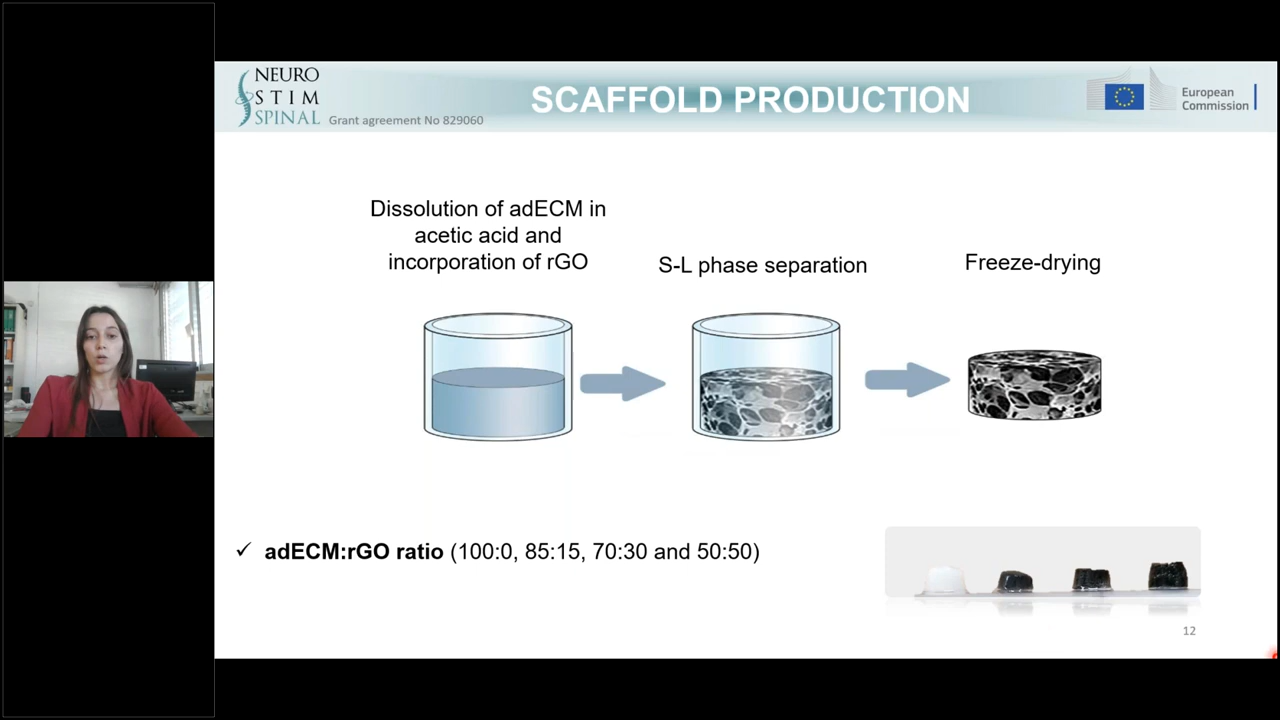 NEURO
STIM
SPINAL
Grant agreement No 829060
SCAFFOLD PRODUCTION
European
Commission
Dissolution of adECM in
acetic acid and
incorporation of rGO
S-L phase separation
Freeze-drying
✓ adECM:rGO ratio (100:0, 85:15, 70:30 and 50:50)
12